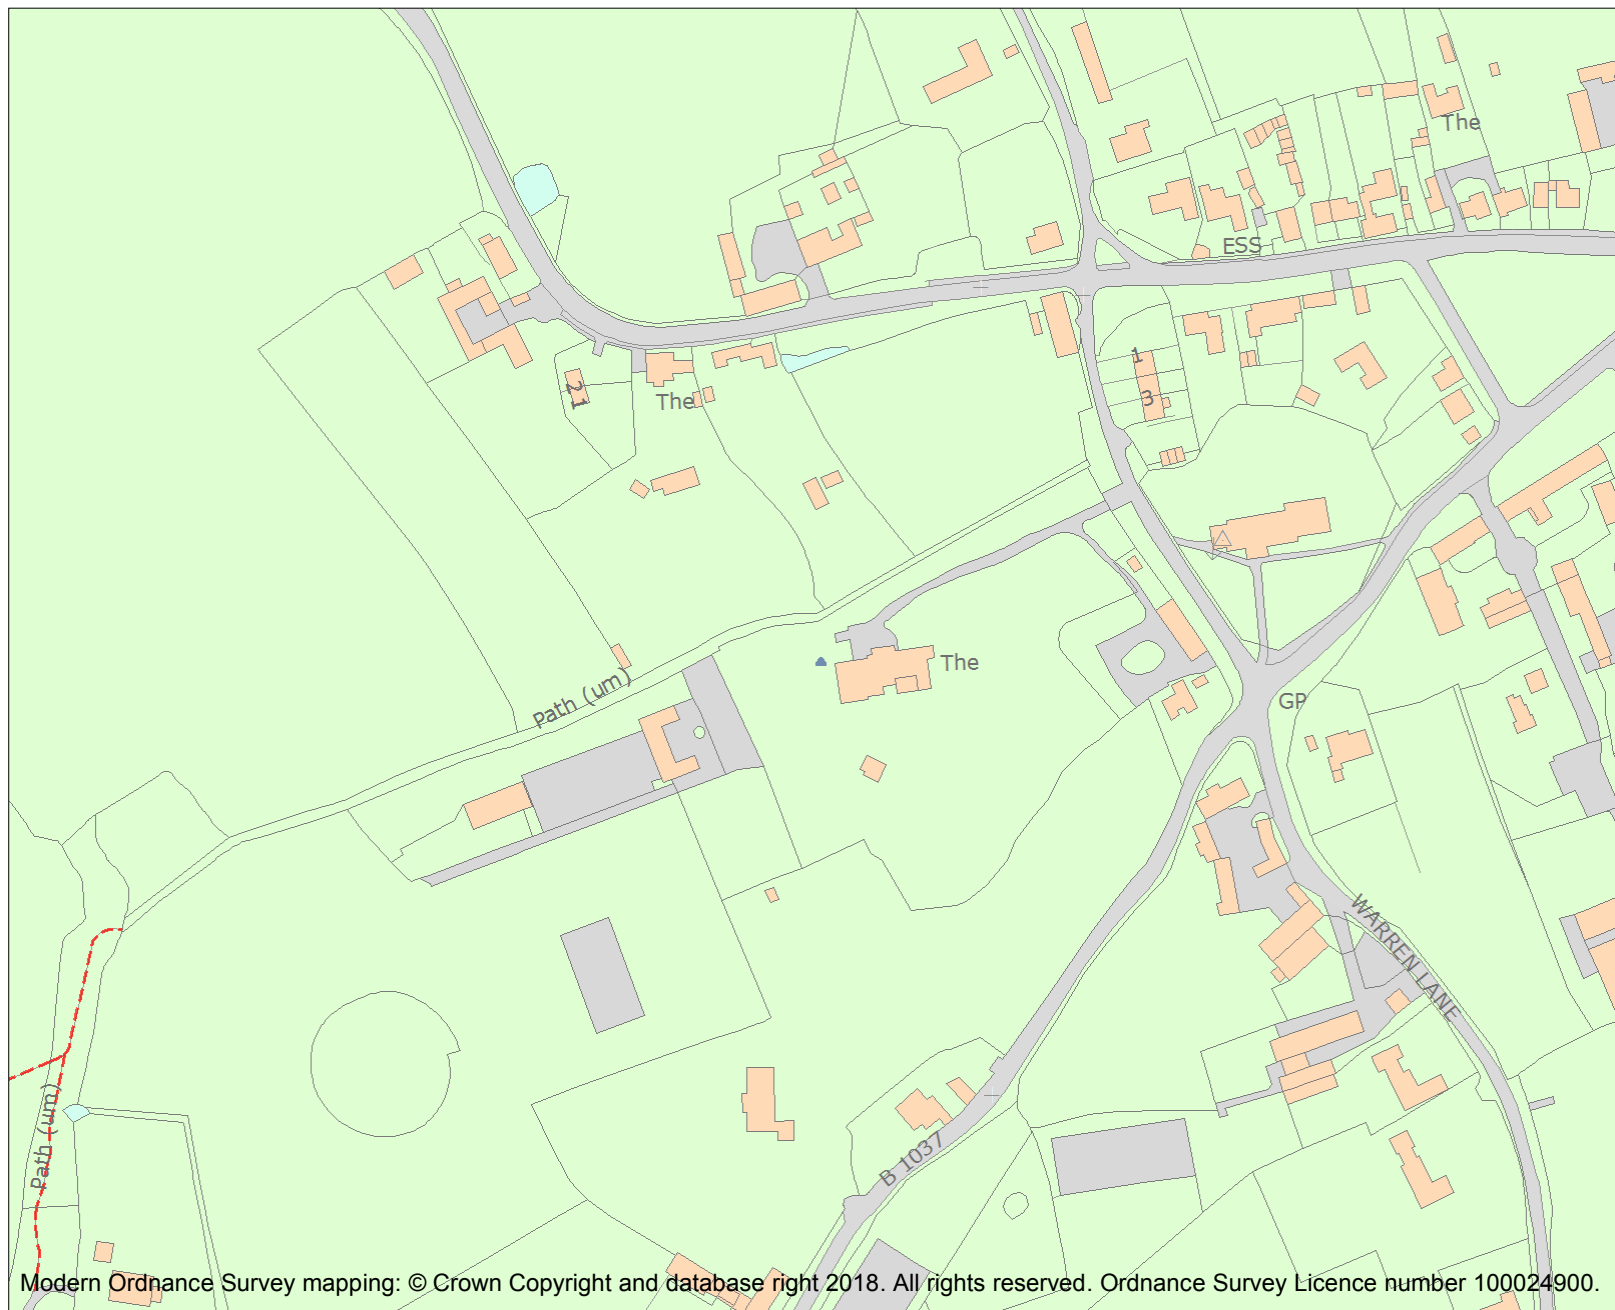 The
ESS
1
3
21
The
Path (um)
The
GP
WARREN LANE
Path (um)
B 1037
Modern Ordnance Survey mapping: © Crown Copyright and database right 2018. All rights reserved. Ordnance Survey Licence number 100024900.